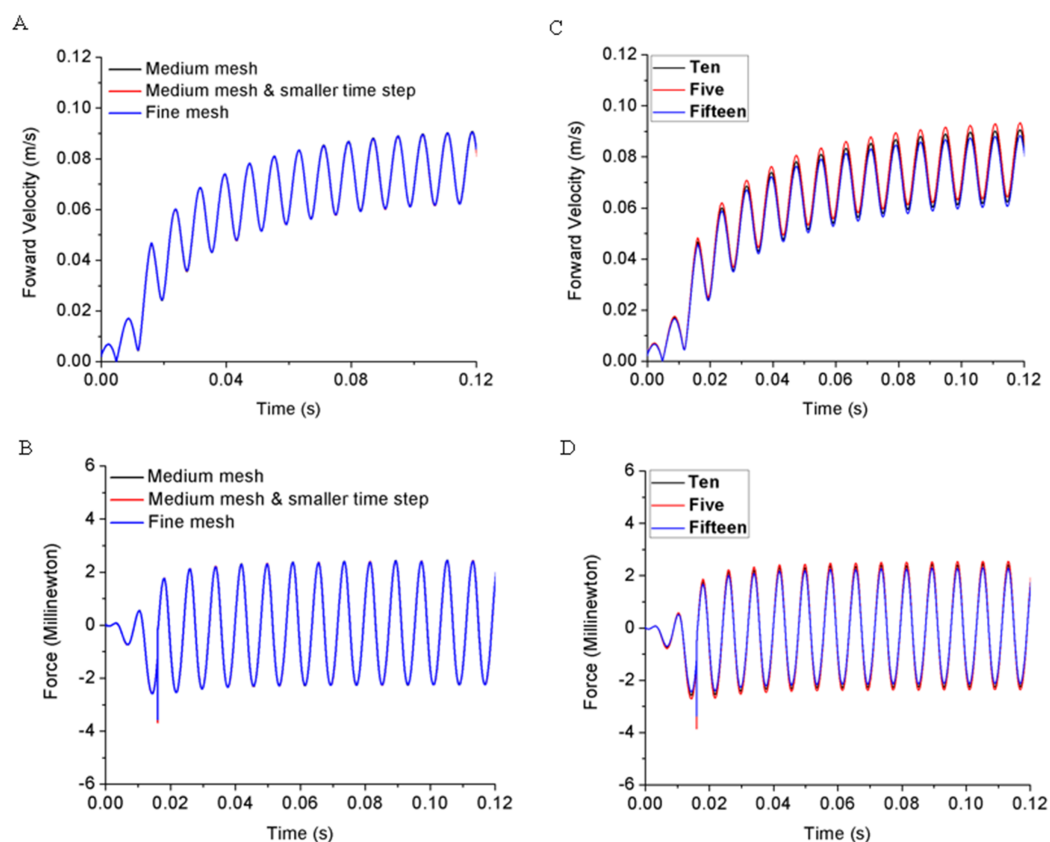 A
Foward Velocity (m/s)
0.12
0.10
0.08
0.06
0.04
0.02
0.00
Medium mesh
Medium mesh & smaller time step
Fine mesh
0.00 0.04 0.08 0.12
Time (s)
C
Forward Velocity (m/s)
0.12
0.10
0.08
0.06
0.04
0.02
0.00
Ten
Five
Fifteen
0.00 0.02 0.04 0.06 0.08 0.10 0.12
Time (s)
B
Force (Millinewton)
6
4
2
0
-2
-4
-6
Medium mesh
Medium mesh & smaller time step
Fine mesh
0.00 0.02 0.04 0.06 0.08 0.10 0.12
Time (s)
D
Force (Millinewton)
6
4
2
0
-2
-4
-6
Ten
Five
Fifteen
0.00 0.02 0.04 0.06 0.08 0.10 0.12
Time (s)